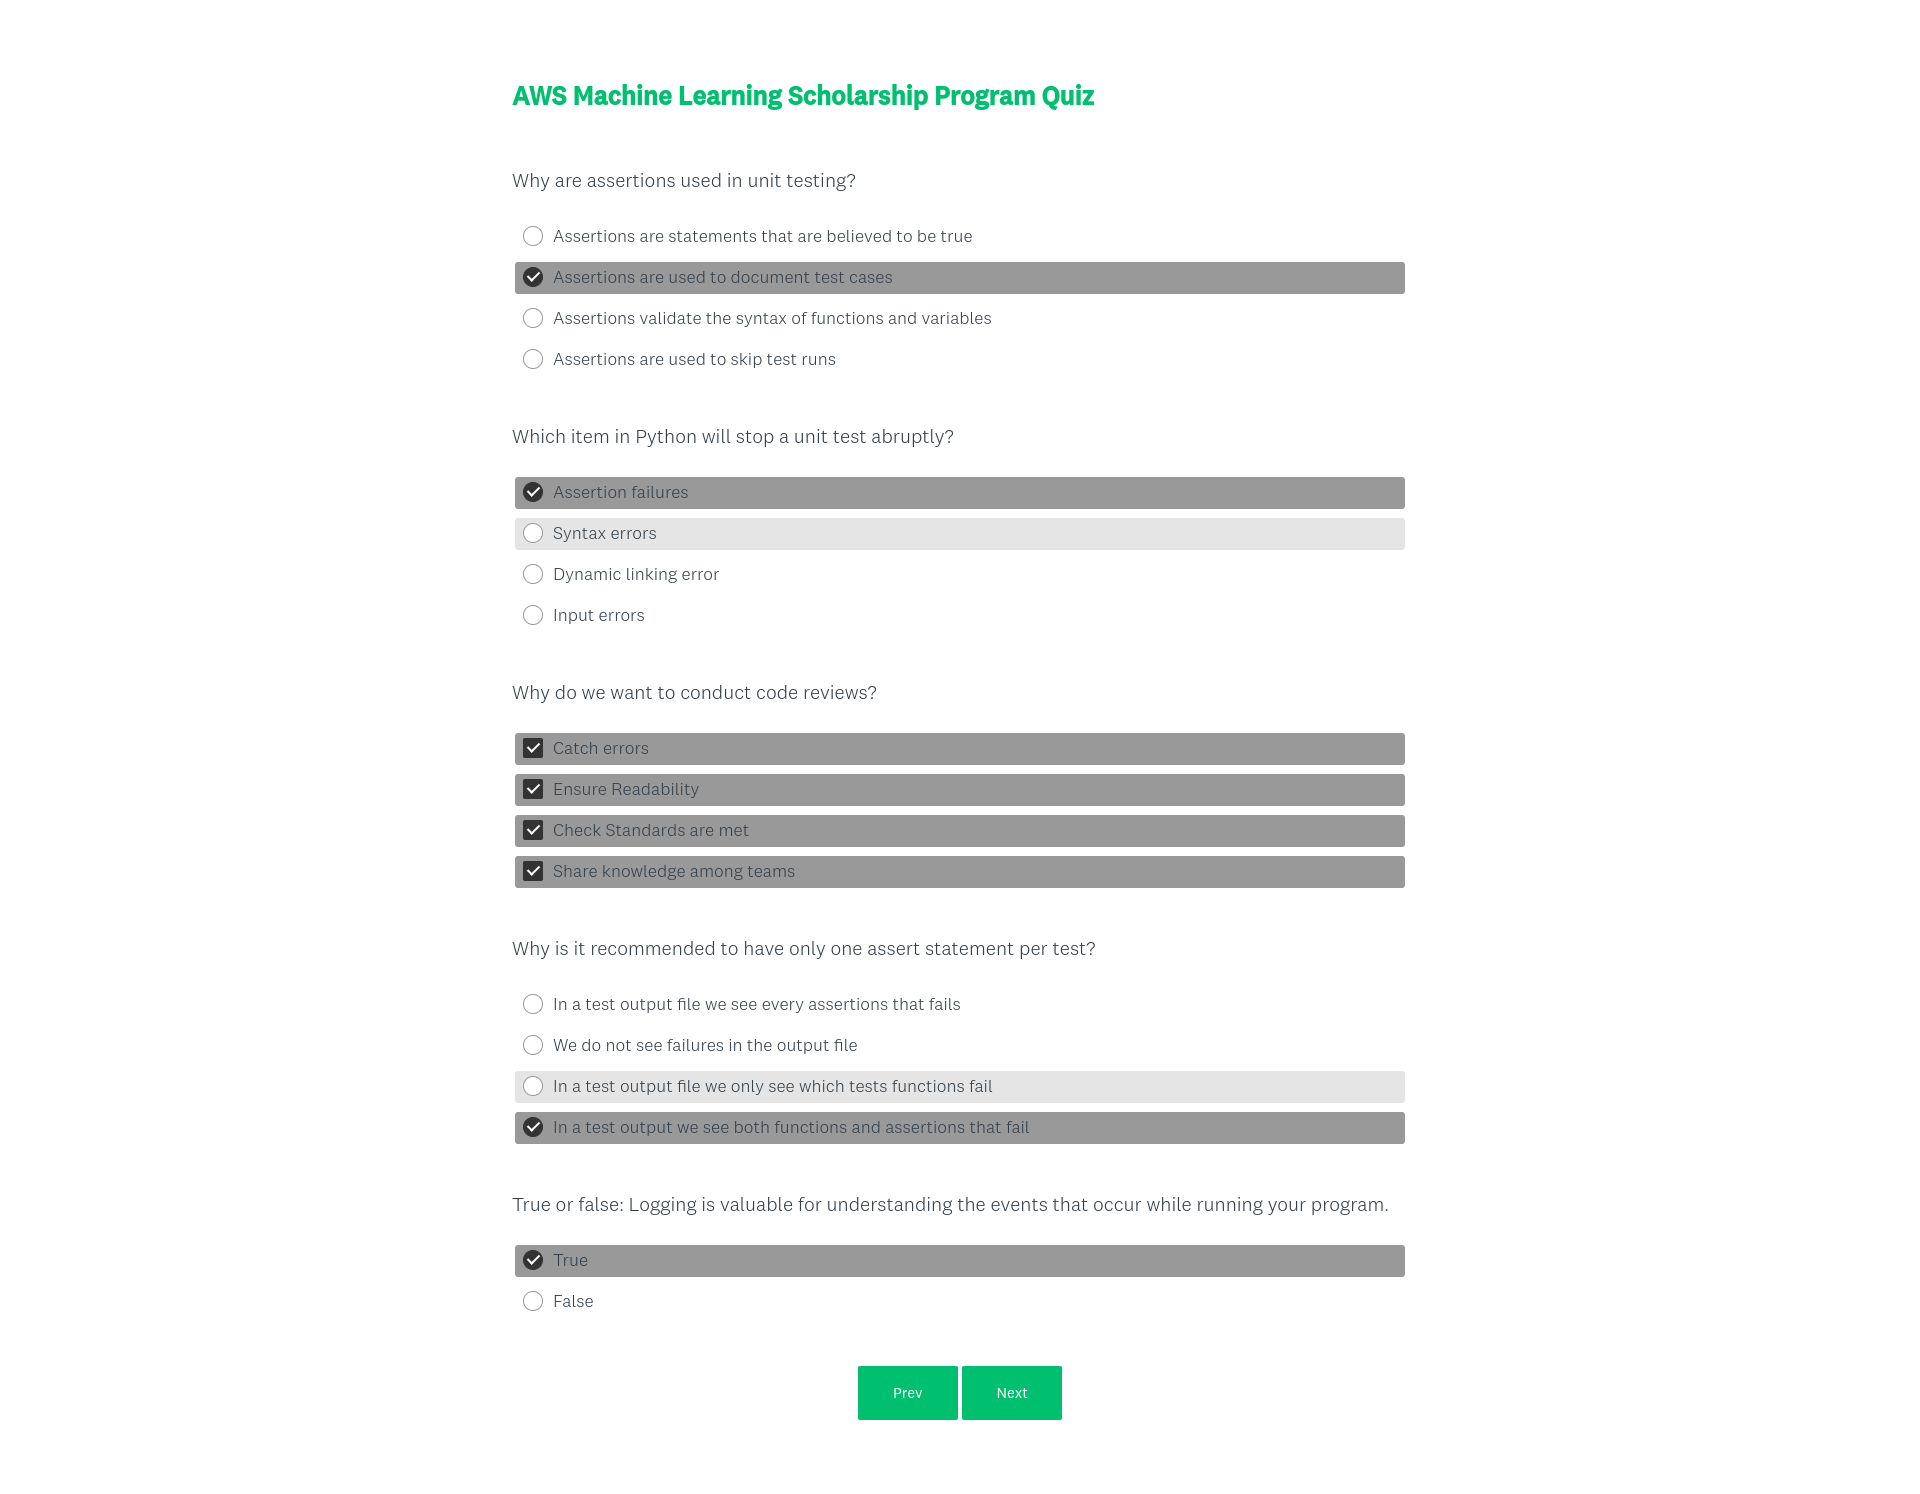 AWS Machine Learning Scholarship Program Quiz
Why are assertions used in unit testing?
Assertions are statements that are believed to be true
Assertions are used to document test cases
Assertions validate the syntax of functions and variables
Assertions are used to skip test runs
Which item in Python will stop a unit test abruptly?
Assertion failures
Syntax errors
Dynamic linking error
Input errors
Why do we want to conduct code reviews?
Catch errors
Ensure Readability
Check Standards are met
Share knowledge among teams
Why is it recommended to have only one assert statement per test?
In a test output file we see every assertions that fails
We do not see failures in the output file
In a test output file we only see which tests functions fail
In a test output we see both functions and assertions that fail
True or false: Logging is valuable for understanding the events that occur while running your program.
True
False
Prev Next